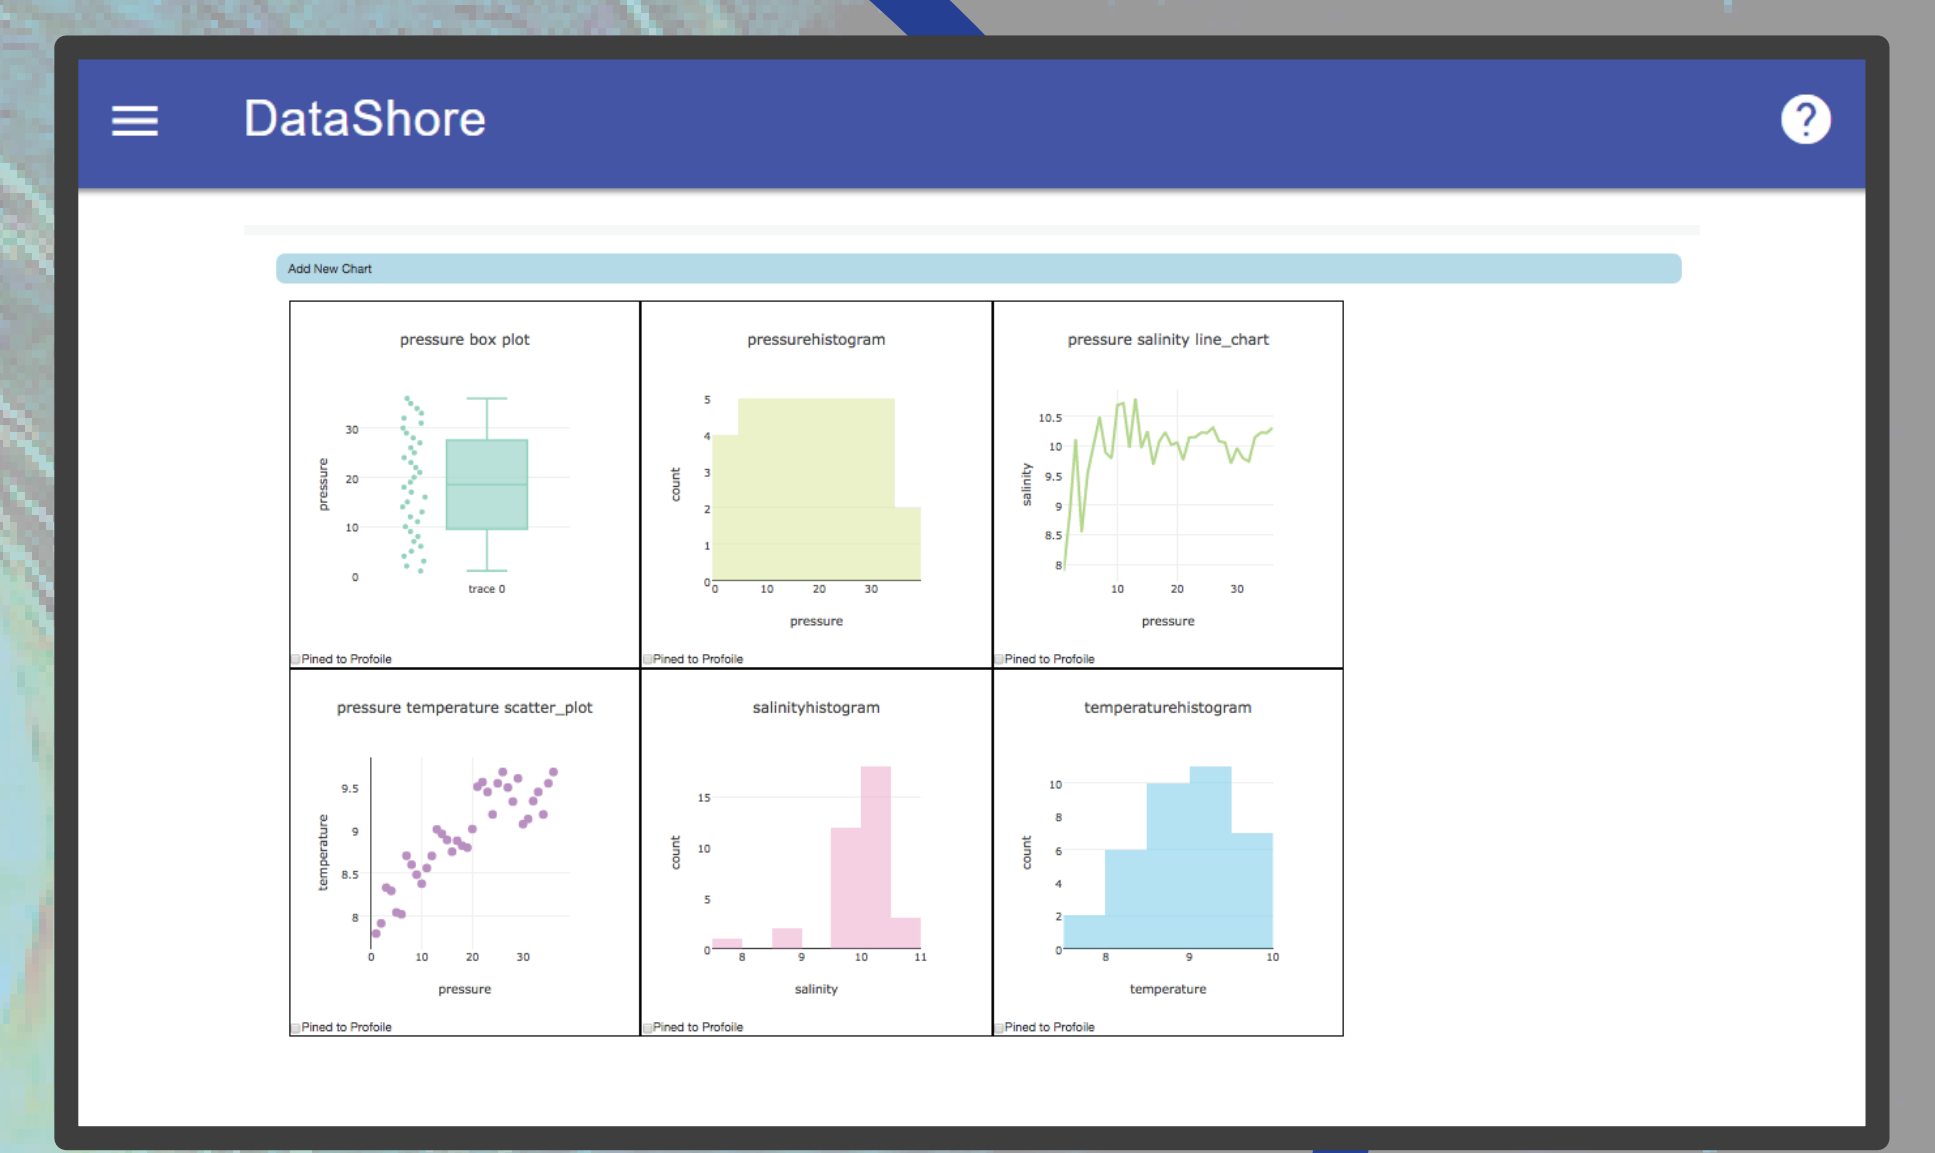 DataShore
?
Add New Chart
pressure box plot
30
20
10
0
pressure
trace 0
Pined to Profoile
pressurehistogram
5
4
3
2
1
0
count
0 10 20 30
pressure
Pined to Profoile
pressure salinity line_chart
10.5
10
9.5
9
8.5
8
salinity
10 20 30
pressure
Pined to Profoile
pressure temperature scatter_plot
9.5
9
8.5
8
temperature
0 10 20 30
pressure
Pined to Profoile
salinityhistogram
15
10
5
0
count
8 9 10 11
salinity
Pined to Profoile
temperaturehistogram
10
8
6
4
2
0
count
8 9 10
temperature
Pined to Profoile